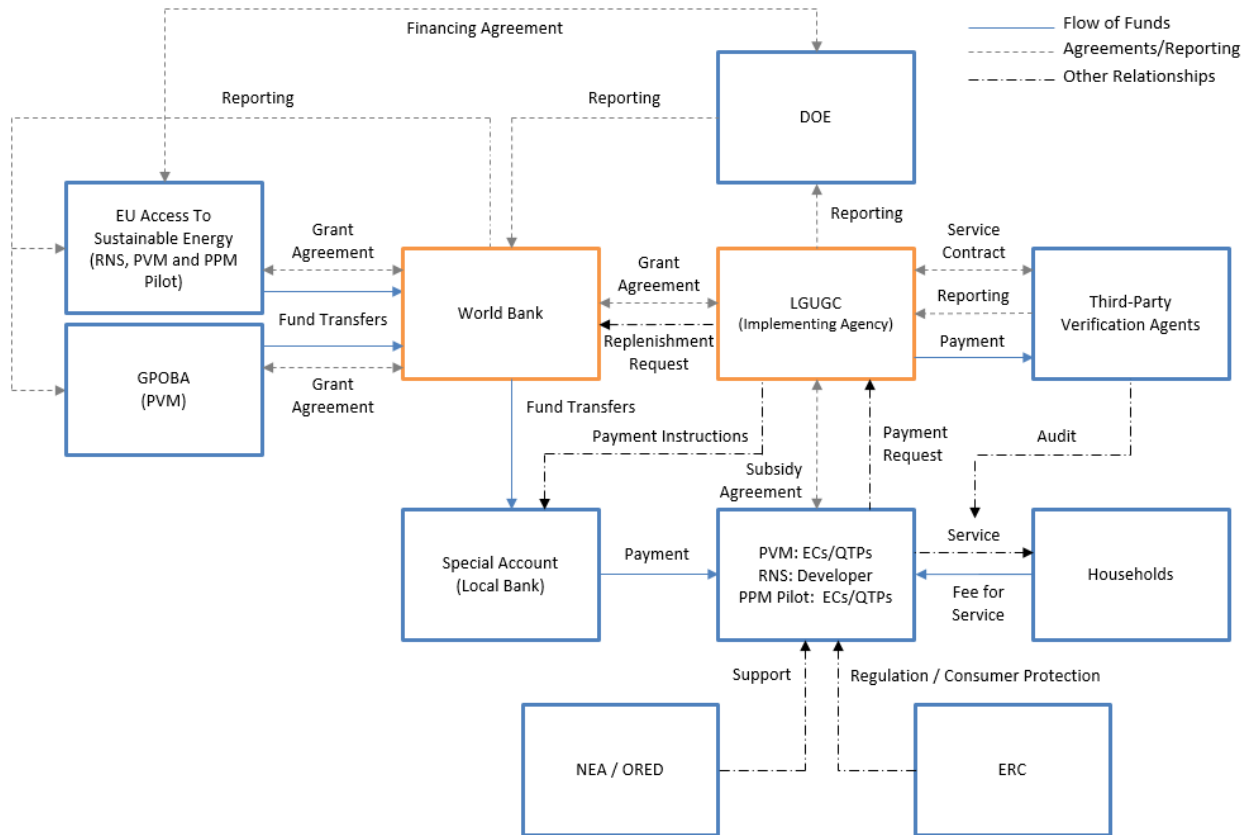 Flow of Funds
Financing Agreement
Agreements/Reporting
Other Relationships
Reporting
Reporting
DOE
EU Access To
Sustainable Energy
(RNS, PVM and PPM
Pilot)
Grant
Agreement
Fund Transfers
GPOBA
(PVM)
Grant
Agreement
World Bank
Grant
Agreement
Replenishment
Request
Reporting
LGUGC
(Implementing Agency)
Service
Contract
Reporting
Payment
Third-Party
Verification Agents
Fund Transfers
Payment Instructions
Subsidy
Agreement
Payment
Request
Audit
Special Account
(Local Bank)
Payment
PVM: ECs/QTPs
RNS: Developer
PPM Pilot: ECs/QTPs
Service
Fee for
Service
Households
Support
Regulation / Consumer Protection
NEA / ORED
ERC